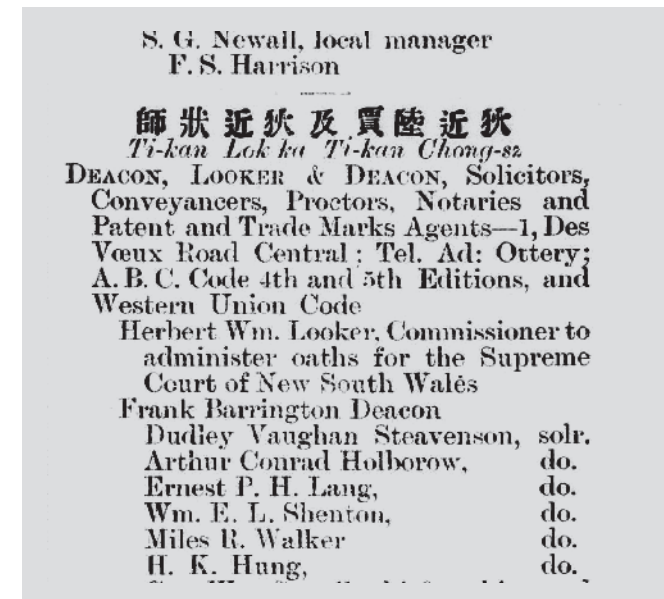 S. G. Newall, local manager
F. S. Harrison
師狀近狄及賈陸近狄
Ti-kan Lok ka Ti-kan Chong-sz
DEACON, LOOKER & DEACON, Solicitors,
Conveyancers, Proctors, Notaries and
Patent and Trade Marks Agents—1, Des
Vœux Road Central; Tel. Ad: Ottery;
A. B. C. Code 4th and 5th Editions, and
Western Union Code
Herbert Wm. Looker, Commissioner to
administer oaths for the Supreme
Court of New South Wales
Frank Barrington Deacon
Dudley Vaughan Steavenson, solr.
Arthur Conrad Holborow, do.
Ernest P. H. Lang, do.
Wm. E. L. Shenton, do.
Miles R. Walker do.
H. K. Hung, do.